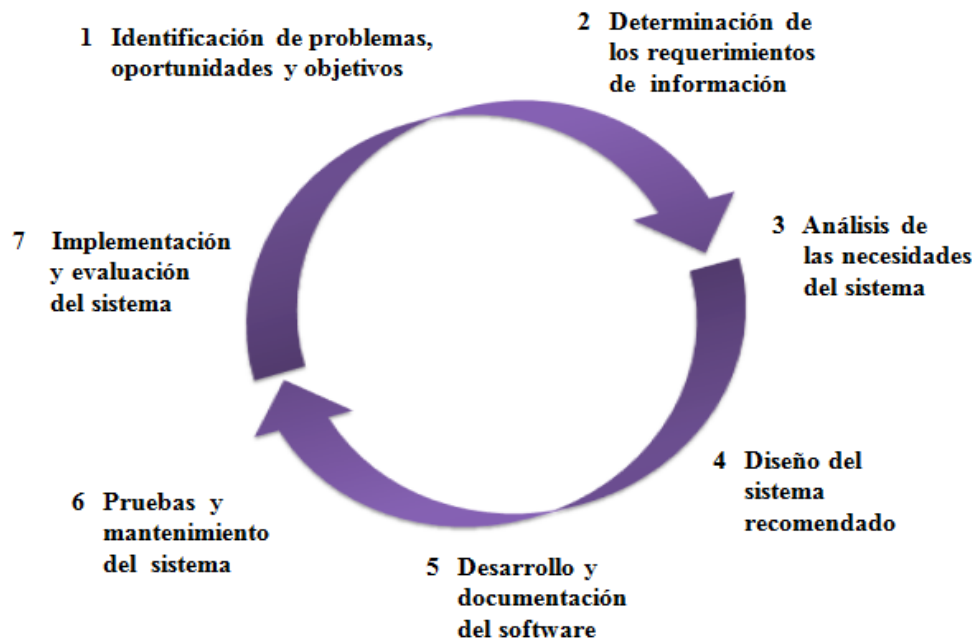 1 Identificación de problemas,
oportunidades y objetivos
2 Determinación de
los requerimientos
de información
3 Análisis de
las necesidades
del sistema
4 Diseño del
sistema
recomendado
5 Desarrollo y
documentación
del software
6 Pruebas y
mantenimiento
del sistema
7 Implementación
y evaluación
del sistema